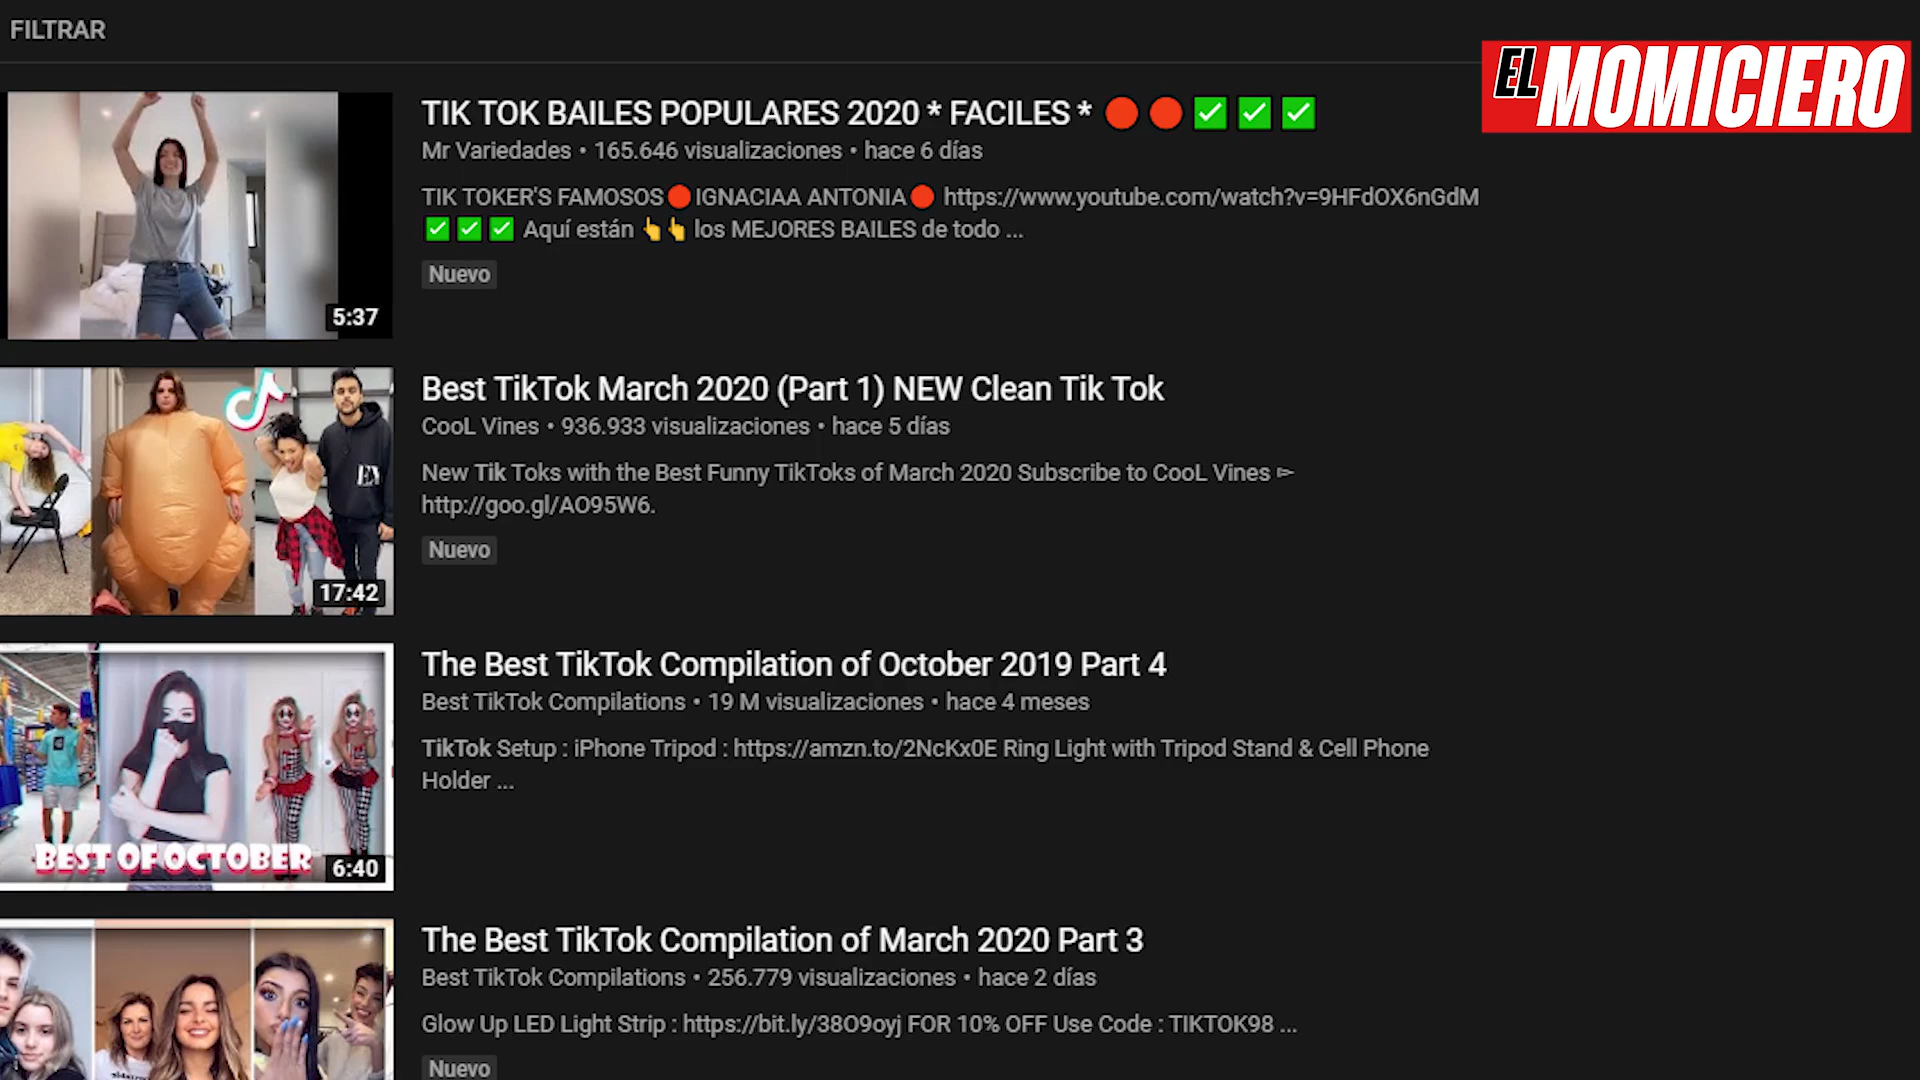 FILTRAR
EL MOMICIERO
TIK TOK BAILES POPULARES 2020 * FACILES * 🔴 🔴 ✅ ✅ ✅
Mr Variedades • 165.646 visualizaciones • hace 6 días
TIK TOKER'S FAMOSOS🔴IGNACIAA ANTONIA🔴 https://www.youtube.com/watch?v=9HFdOX6nGdM
✅ ✅ ✅ Aquí están 👆👆 los MEJORES BAILES de todo ...
Nuevo
5:37
Best TikTok March 2020 (Part 1) NEW Clean Tik Tok
CooL Vines • 936.933 visualizaciones • hace 5 días
New Tik Toks with the Best Funny TikToks of March 2020 Subscribe to CooL Vines ⊳
http://goo.gl/AO95W6.
Nuevo
17:42
The Best TikTok Compilation of October 2019 Part 4
Best TikTok Compilations • 19 M visualizaciones • hace 4 meses
TikTok Setup : iPhone Tripod : https://amzn.to/2NcKx0E Ring Light with Tripod Stand & Cell Phone
Holder ...
BEST OF OCTOBER
6:40
The Best TikTok Compilation of March 2020 Part 3
Best TikTok Compilations • 256.779 visualizaciones • hace 2 días
Glow Up LED Light Strip : https://bit.ly/38O9oyj FOR 10% OFF Use Code : TIKTOK98 ...
Nuevo